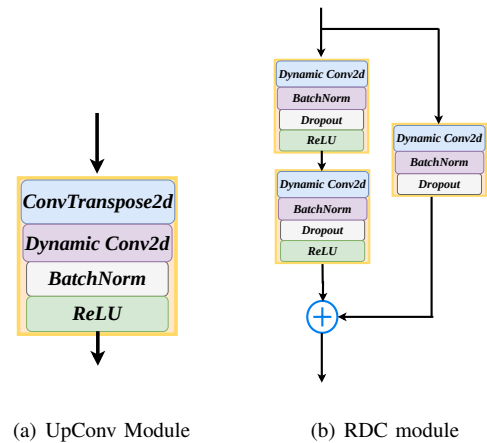 ConvTranspose2d
Dynamic Conv2d
BatchNorm
ReLU
(a) UpConv Module
Dynamic Conv2d
BatchNorm
Dropout
ReLU
Dynamic Conv2d
BatchNorm
Dropout
ReLU
Dynamic Conv2d
BatchNorm
Dropout
(b) RDC module